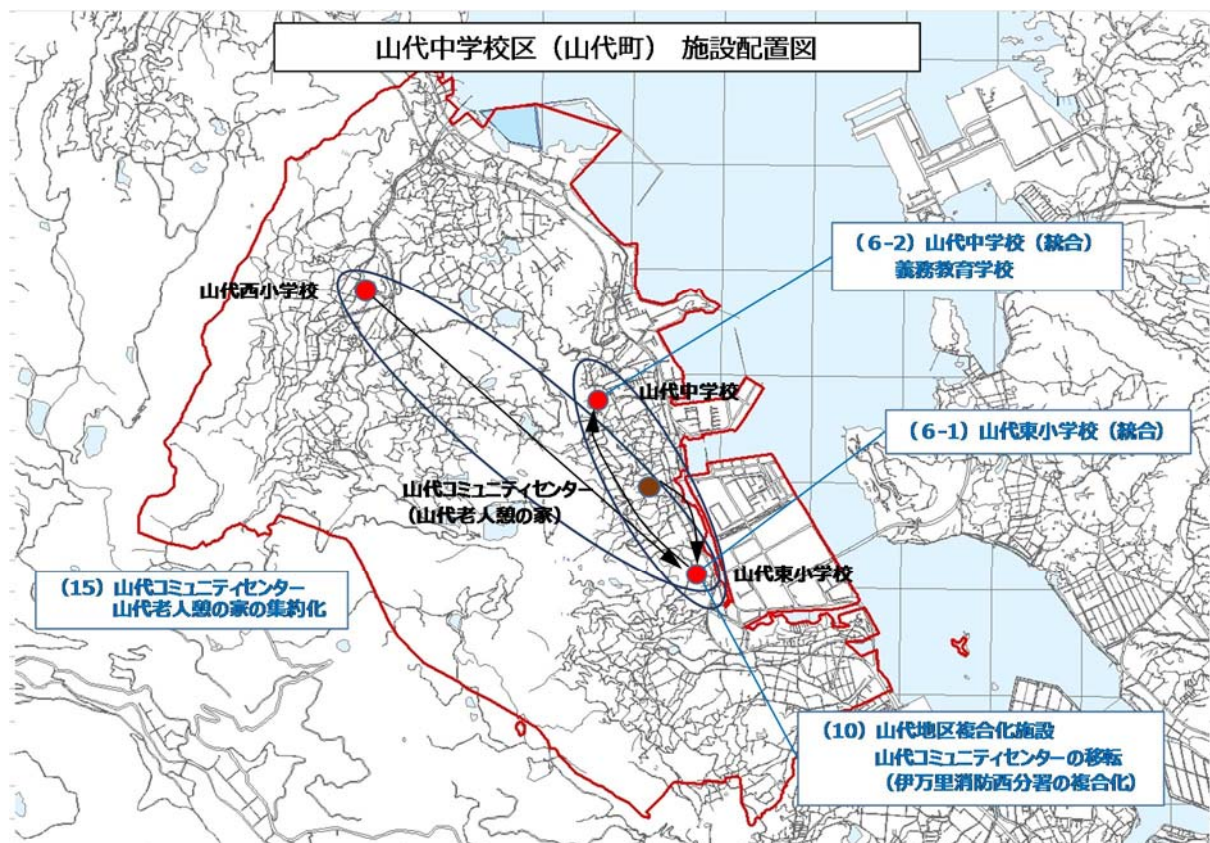 山代中学校区（山代町） 施設配置図
（6-2）山代中学校（統合）
義務教育学校
山代西小学校
山代中学校
（6-1）山代東小学校（統合）
山代コミュニティセンター
（山代老人憩の家）
山代東小学校
（15）山代コミュニティセンター
山代老人憩の家の集約化
（10）山代地区複合化施設
山代コミュニティセンターの移転
（伊万里消防西分署の複合化）